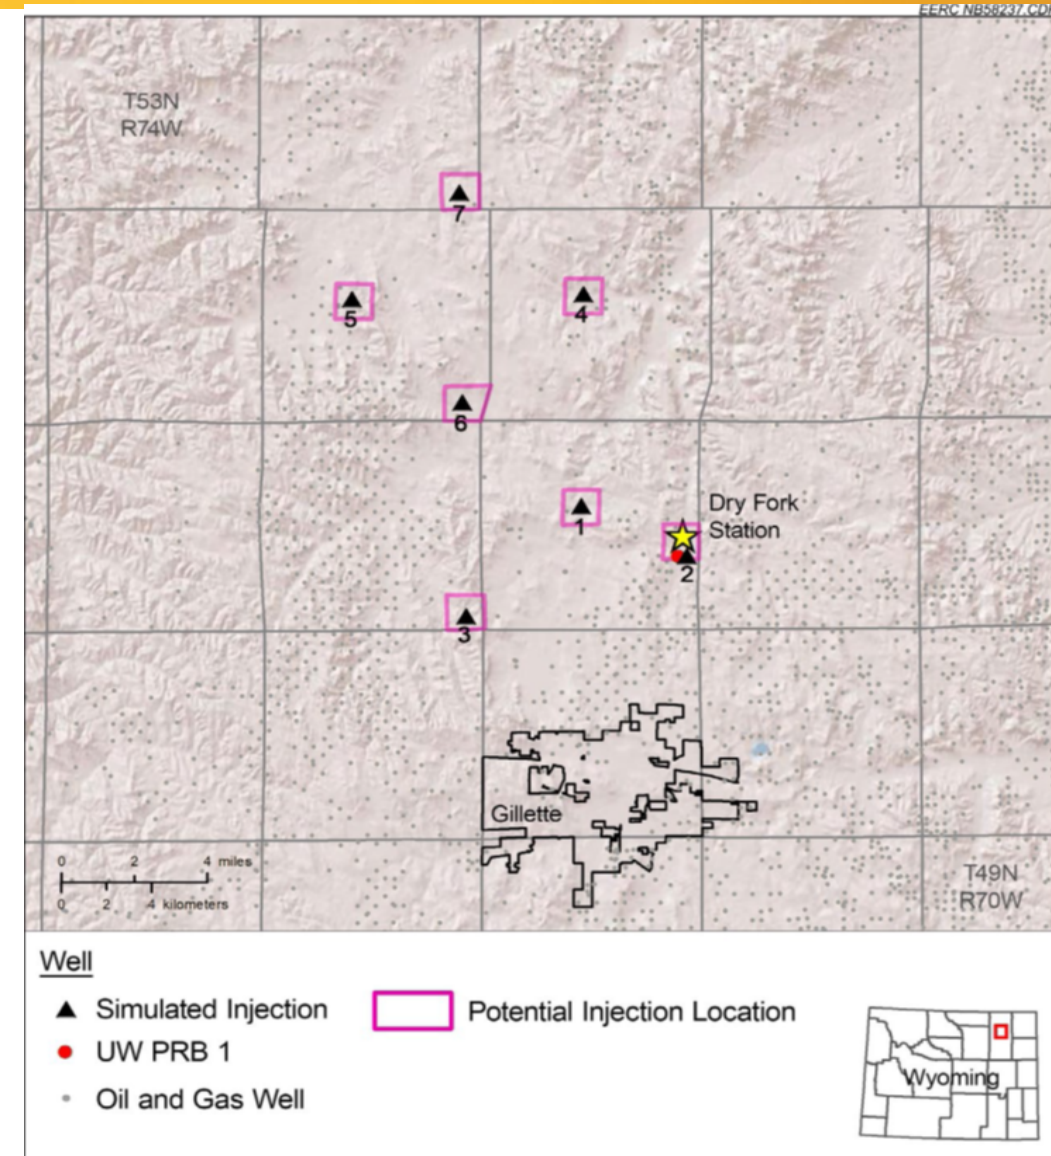 EERC NB58237.CD
T53N
R74W
7
5
4
6
1
Dry Fork
Station
2
3
Gillette
0 2 4 miles
0 2 4 kilometers
T49N
R70W
Well
Simulated Injection
Potential Injection Location
UW PRB 1
Oil and Gas Well
Wyoming